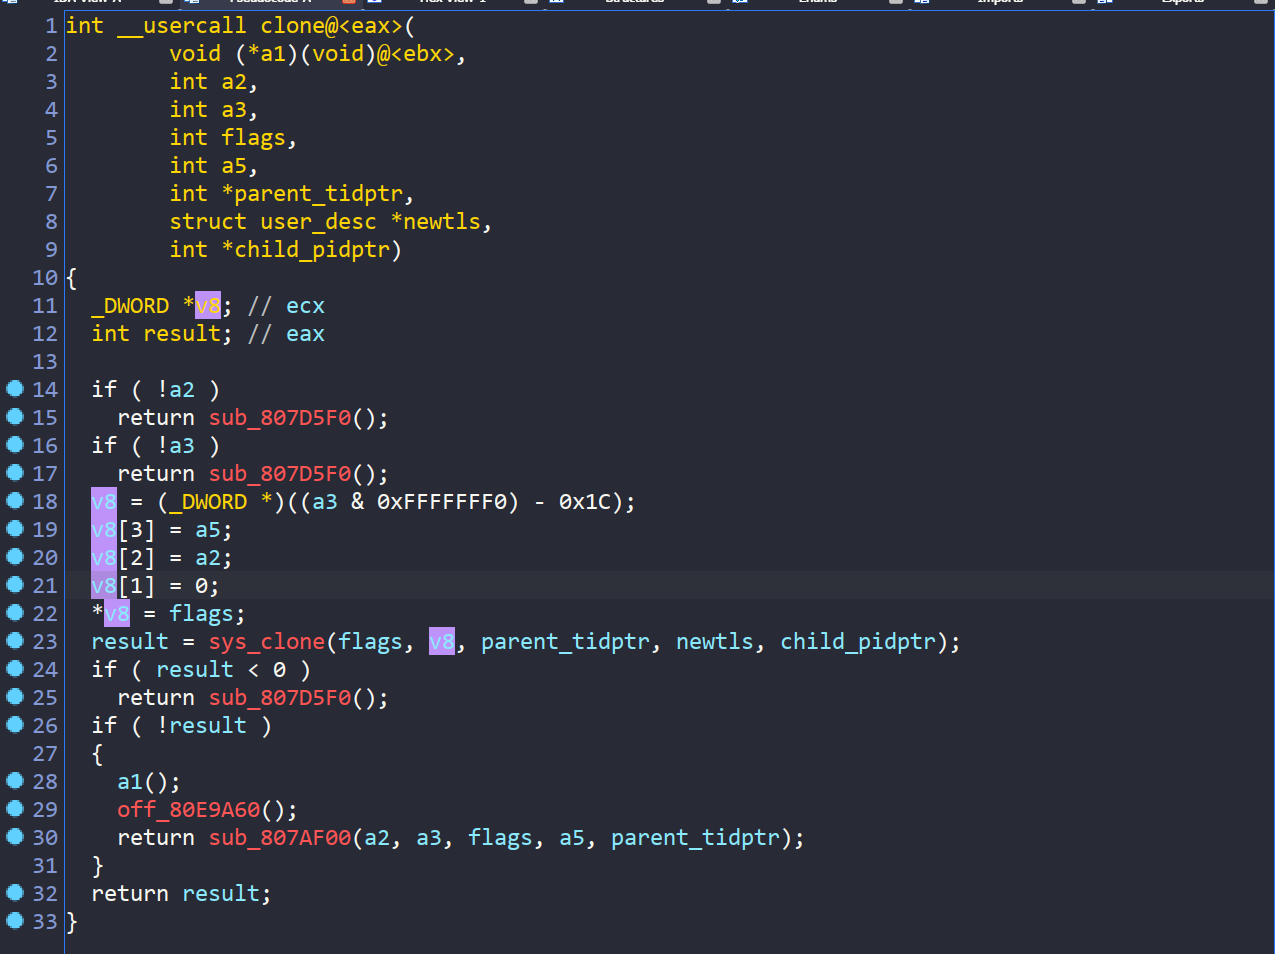 1 int __usercall clone@<eax>(
2 void (*a1)(void)@<ebx>,
3 int a2,
4 int a3,
5 int flags,
6 int a5,
7 int *parent_tidptr,
8 struct user_desc *newtls,
9 int *child_pidptr)
10 {
11 _DWORD *v8; // ecx
12 int result; // eax
13
14 if ( !a2 )
15 return sub_807D5F0();
16 if ( !a3 )
17 return sub_807D5F0();
18 v8 = (_DWORD *)((a3 & 0xFFFFFFF0) - 0x1C);
19 v8[3] = a5;
20 v8[2] = a2;
21 v8[1] = 0;
22 *v8 = flags;
23 result = sys_clone(flags, v8, parent_tidptr, newtls, child_pidptr);
24 if ( result < 0 )
25 return sub_807D5F0();
26 if ( !result )
27 {
28 a1();
29 off_80E9A60();
30 return sub_807AF00(a2, a3, flags, a5, parent_tidptr);
31 }
32 return result;
33 }